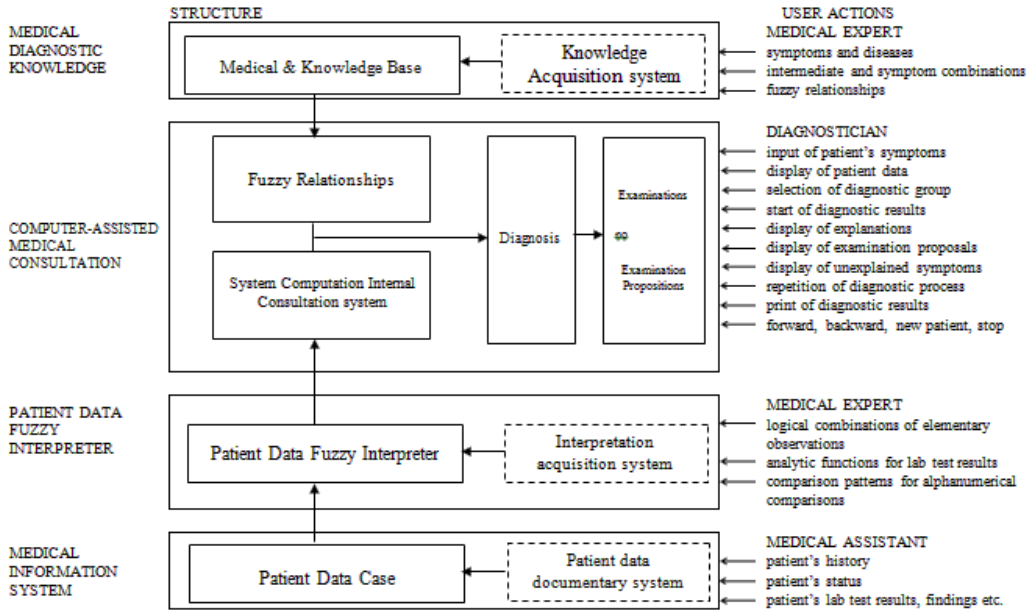 STRUCTURE
USER ACTIONS
MEDICAL
DIAGNOSTIC
KNOWLEDGE
Medical & Knowledge Base
Knowledge
Acquisition system
MEDICAL EXPERT
symptoms and diseases
intermediate and symptom combinations
fuzzy relationships
COMPUTER-ASSISTED
MEDICAL
CONSULTATION
Fuzzy Relationships
System Computation Internal
Consultation system
Diagnosis
Examinations
Examination
Propositions
DIAGNOSTICIAN
input of patient's symptoms
display of patient data
selection of diagnostic group
start of diagnostic results
display of explanations
display of examination proposals
display of unexplained symptoms
repetition of diagnostic process
print of diagnostic results
forward, backward, new patient, stop
PATIENT DATA
FUZZY
INTERPRETER
Patient Data Fuzzy Interpreter
Interpretation
acquisition system
MEDICAL EXPERT
logical combinations of elementary
observations
analytic functions for lab test results
comparison patterns for alphanumerical
comparisons
MEDICAL
INFORMATION
SYSTEM
Patient Data Case
Patient data
documentary system
MEDICAL ASSISTANT
patient's history
patient's status
patient's lab test results, findings etc.